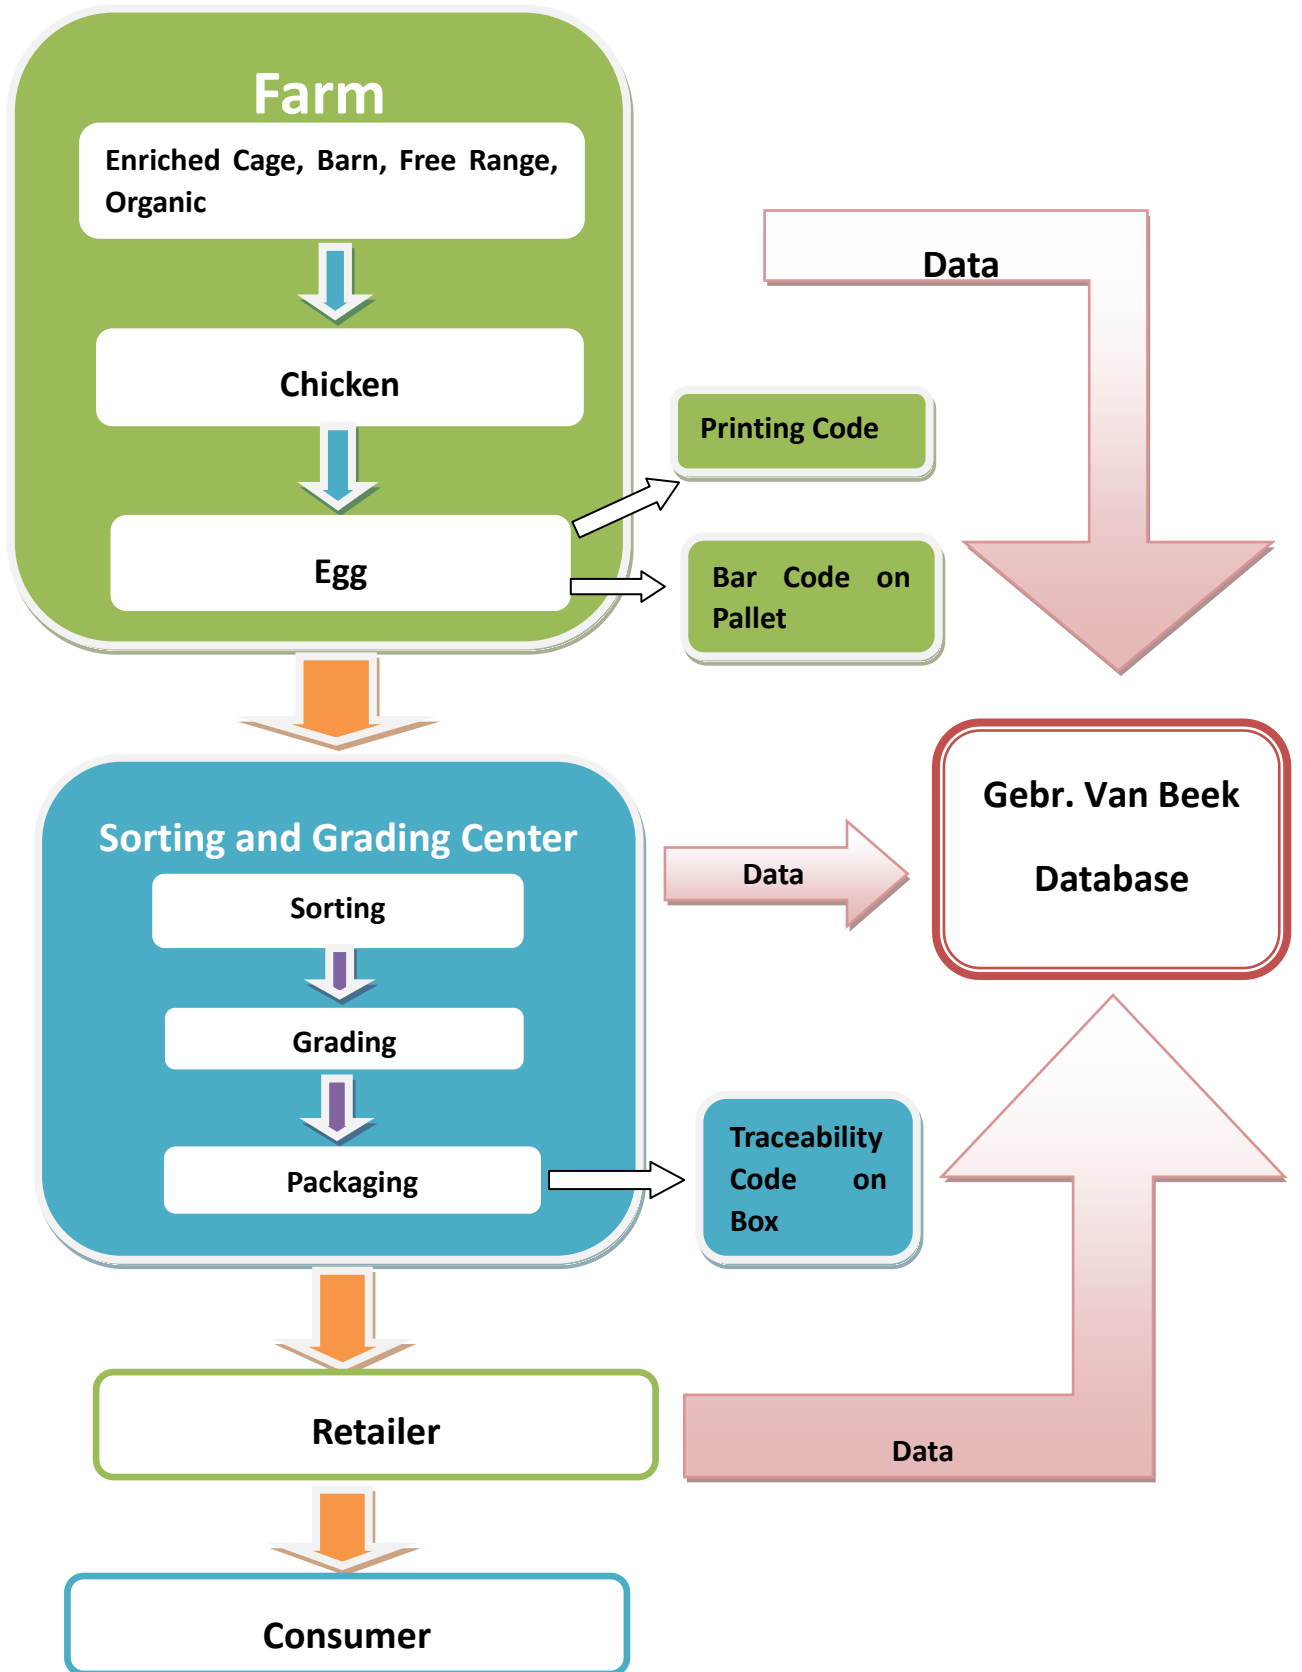 Farm
Enriched Cage, Barn, Free Range,
Organic
Data
Chicken
Printing Code
Egg
Bar Code on
Pallet
Gebr. Van Beek
Database
Sorting and Grading Center
Sorting
Data
Grading
Packaging
Traceability
Code on
Box
Retailer
Data
Consumer